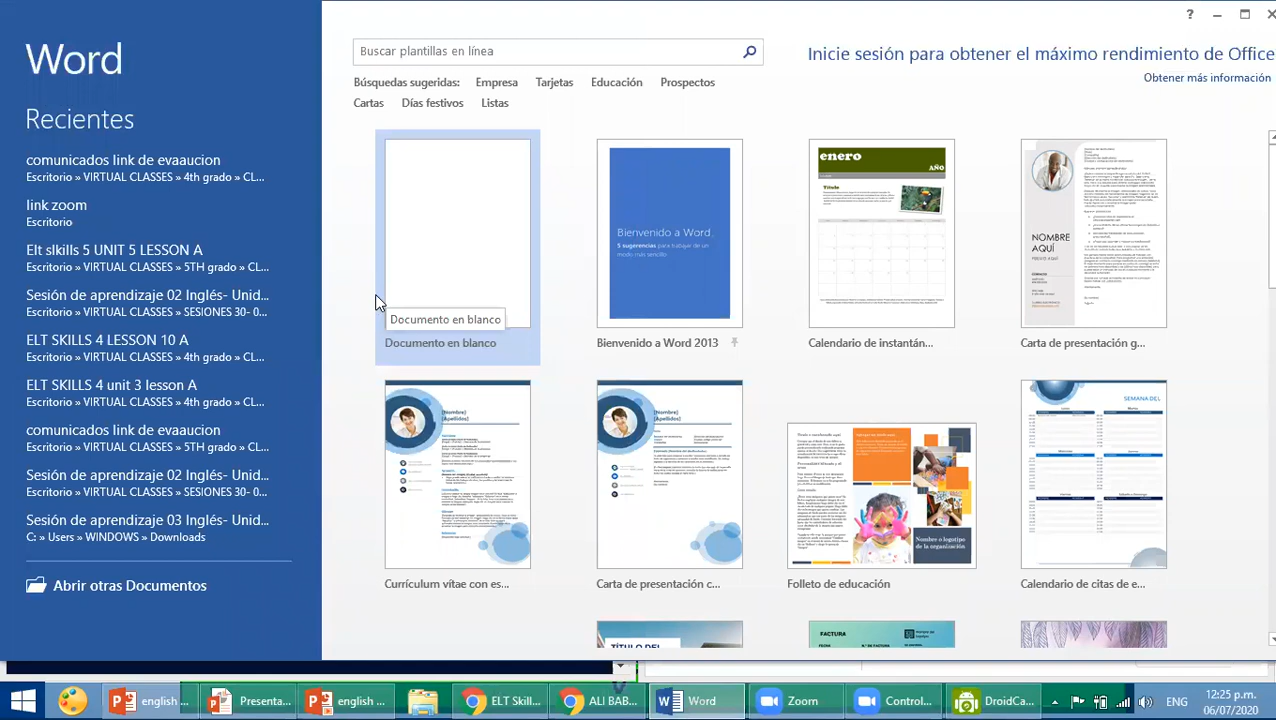 Word
Recientes
comunicados link de evaaucion
Escritorio » VIRTUAL CLASSES » 4th grado » CL...
link zoom
Escritorio
Elt skills 5 UNIT 5 LESSON A
Escritorio » VIRTUAL CLASSES » 5TH grado » CL...
Sesión de aprendizaje 02 Inglés- Unid...
Escritorio » VIRTUAL CLASSES » SESIONES 30- 0...
ELT SKILLS 4 LESSON 10 A
Escritorio » VIRTUAL CLASSES » 4th grado » CL...
ELT SKILLS 4 unit 3 lesson A
Escritorio » VIRTUAL CLASSES » 4th grado » CL...
comunicados link de evaaucion
Escritorio » VIRTUAL CLASSES » 5TH grado » CL...
Sesión de aprendizaje 02 Inglés- Unid...
Escritorio » VIRTUAL CLASSES » SESIONES 30- 0...
Sesión de aprendizaje 03 Inglés- Unid...
C: » Users » WINDOWS » Downloads
Abrir otros Documentos
?
Buscar plantillas en línea
Inicie sesión para obtener el máximo rendimiento de Office
Obtener más información
Búsquedas sugeridas: Empresa Tarjetas Educación Prospectos
Cartas Días festivos Listas
Documento en blanco
Documento en blanco
Bienvenido a Word
5 sugerencias para trabajar de un
modo más sencillo
Bienvenido a Word 2013
enero
AÑO
Título
Calendario de instantán...
NOMBRE
AQUÍ
Carta de presentación g...
[Nombre]
[Apellidos]
Currículum vítae con es...
[Nombre]
[Apellidos]
Carta de presentación c...
Nombre o logotipo
de la organización
Folleto de educación
SEMANA DEL
Calendario de citas de e...
TÍTULO DEL
FACTURA
english ...
Presenta...
english ...
ELT Skill...
ALI BAB...
Word
Zoom
Control...
DroidCa...
ENG
12:25 p.m.
06/07/2020